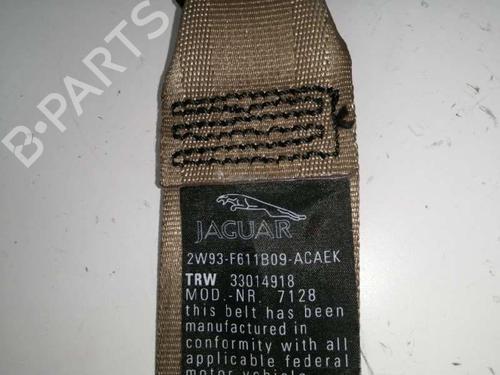 B-PARTS
JAGUAR
2W93-F611B09-ACAEK
TRW 33014918
MOD.-NR. 7128
this belt has been
manufactured in
conformity with all
applicable federal
motor vehicle